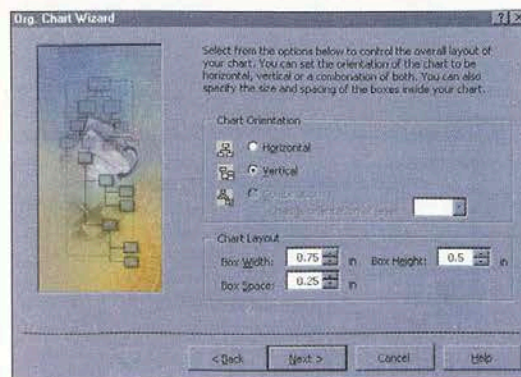 Org. Chart Wizard
Select from the options below to control the overall layout of
your chart. You can set the orientation of the chart to be
horizontal, vertical or a combonation of both. You can also
specify the size and spacing of the boxes inside your chart.
Chart Orientation
Horizontal
Vertical
Chart Layout
Box Width: 0.75 in Box Height: 0.5 in
Box Space: 0.25 in
< Back Next > Cancel Help